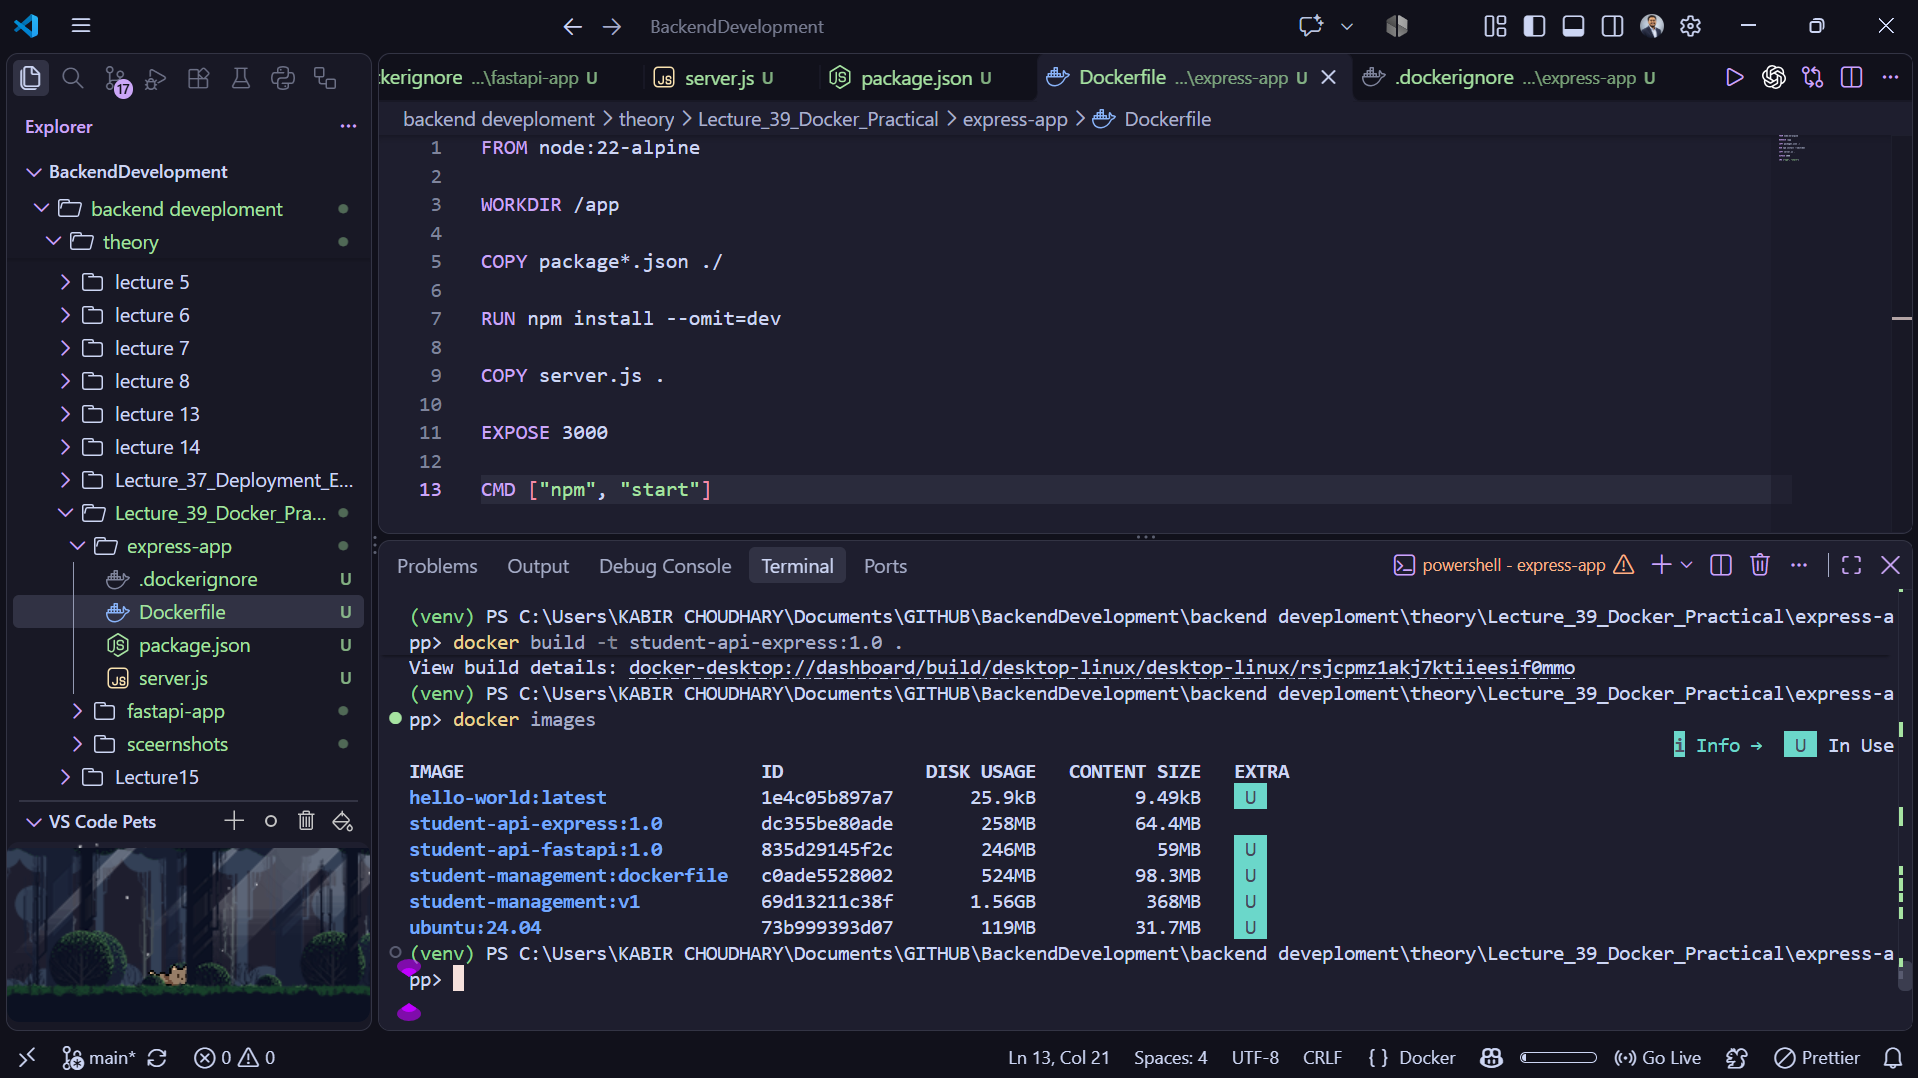 BackendDevelopment
17
kerignore ...\fastapi-app U
JS server.js U
package.json U
Dockerfile ...\express-app U
.dockerignore ...\express-app U
Explorer
backend deveploment > theory > Lecture_39_Docker_Practical > express-app > Dockerfile
BackendDevelopment
backend deveploment
theory
lecture 5
lecture 6
lecture 7
lecture 8
lecture 13
lecture 14
Lecture_37_Deployment_E...
Lecture_39_Docker_Pra...
express-app
.dockerignore U
Dockerfile U
package.json U
JS server.js U
fastapi-app
sceernshots
Lecture15
VS Code Pets
1 FROM node:22-alpine
2
3 WORKDIR /app
4
5 COPY package*.json ./
6
7 RUN npm install --omit=dev
8
9 COPY server.js .
10
11 EXPOSE 3000
12
13 CMD ["npm", "start"]
Problems Output Debug Console Terminal Ports
powershell - express-app
(venv) PS C:\Users\KABIR CHOUDHARY\Documents\GITHUB\BackendDevelopment\backend deveploment\theory\Lecture_39_Docker_Practical\express-a
pp> docker build -t student-api-express:1.0 .
View build details: docker-desktop://dashboard/build/desktop-linux/desktop-linux/rsjcpmz1akj7ktiieesif0mmo
(venv) PS C:\Users\KABIR CHOUDHARY\Documents\GITHUB\BackendDevelopment\backend deveploment\theory\Lecture_39_Docker_Practical\express-a
pp> docker images
i Info → U In Use
IMAGE ID DISK USAGE CONTENT SIZE EXTRA
hello-world:latest 1e4c05b897a7 25.9kB 9.49kB U
student-api-express:1.0 dc355be80ade 258MB 64.4MB
student-api-fastapi:1.0 835d29145f2c 246MB 59MB U
student-management:dockerfile c0ade5528002 524MB 98.3MB U
student-management:v1 69d13211c38f 1.56GB 368MB U
ubuntu:24.04 73b999393d07 119MB 31.7MB U
(venv) PS C:\Users\KABIR CHOUDHARY\Documents\GITHUB\BackendDevelopment\backend deveploment\theory\Lecture_39_Docker_Practical\express-a
pp>
main* 0 0
Ln 13, Col 21 Spaces: 4 UTF-8 CRLF {} Docker Go Live Prettier